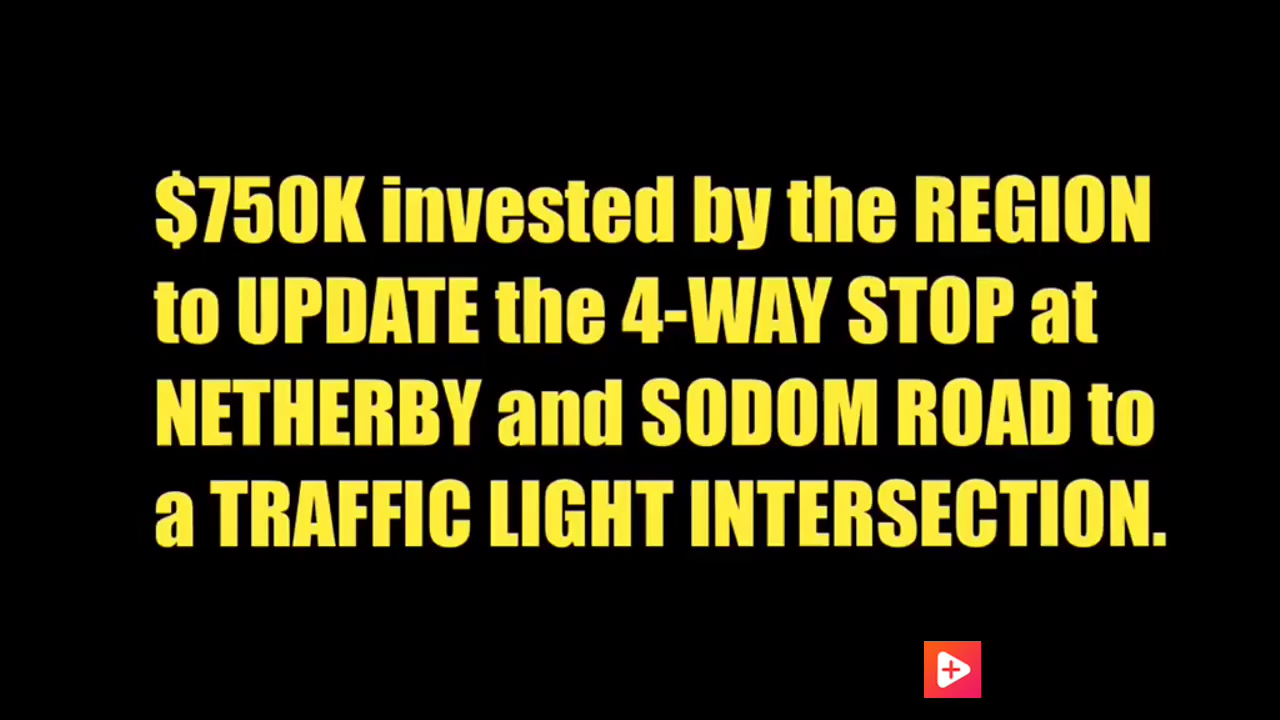 $750K invested by the REGION
to UPDATE the 4-WAY STOP at
NETHERBY and SODOM ROAD to
a TRAFFIC LIGHT INTERSECTION.